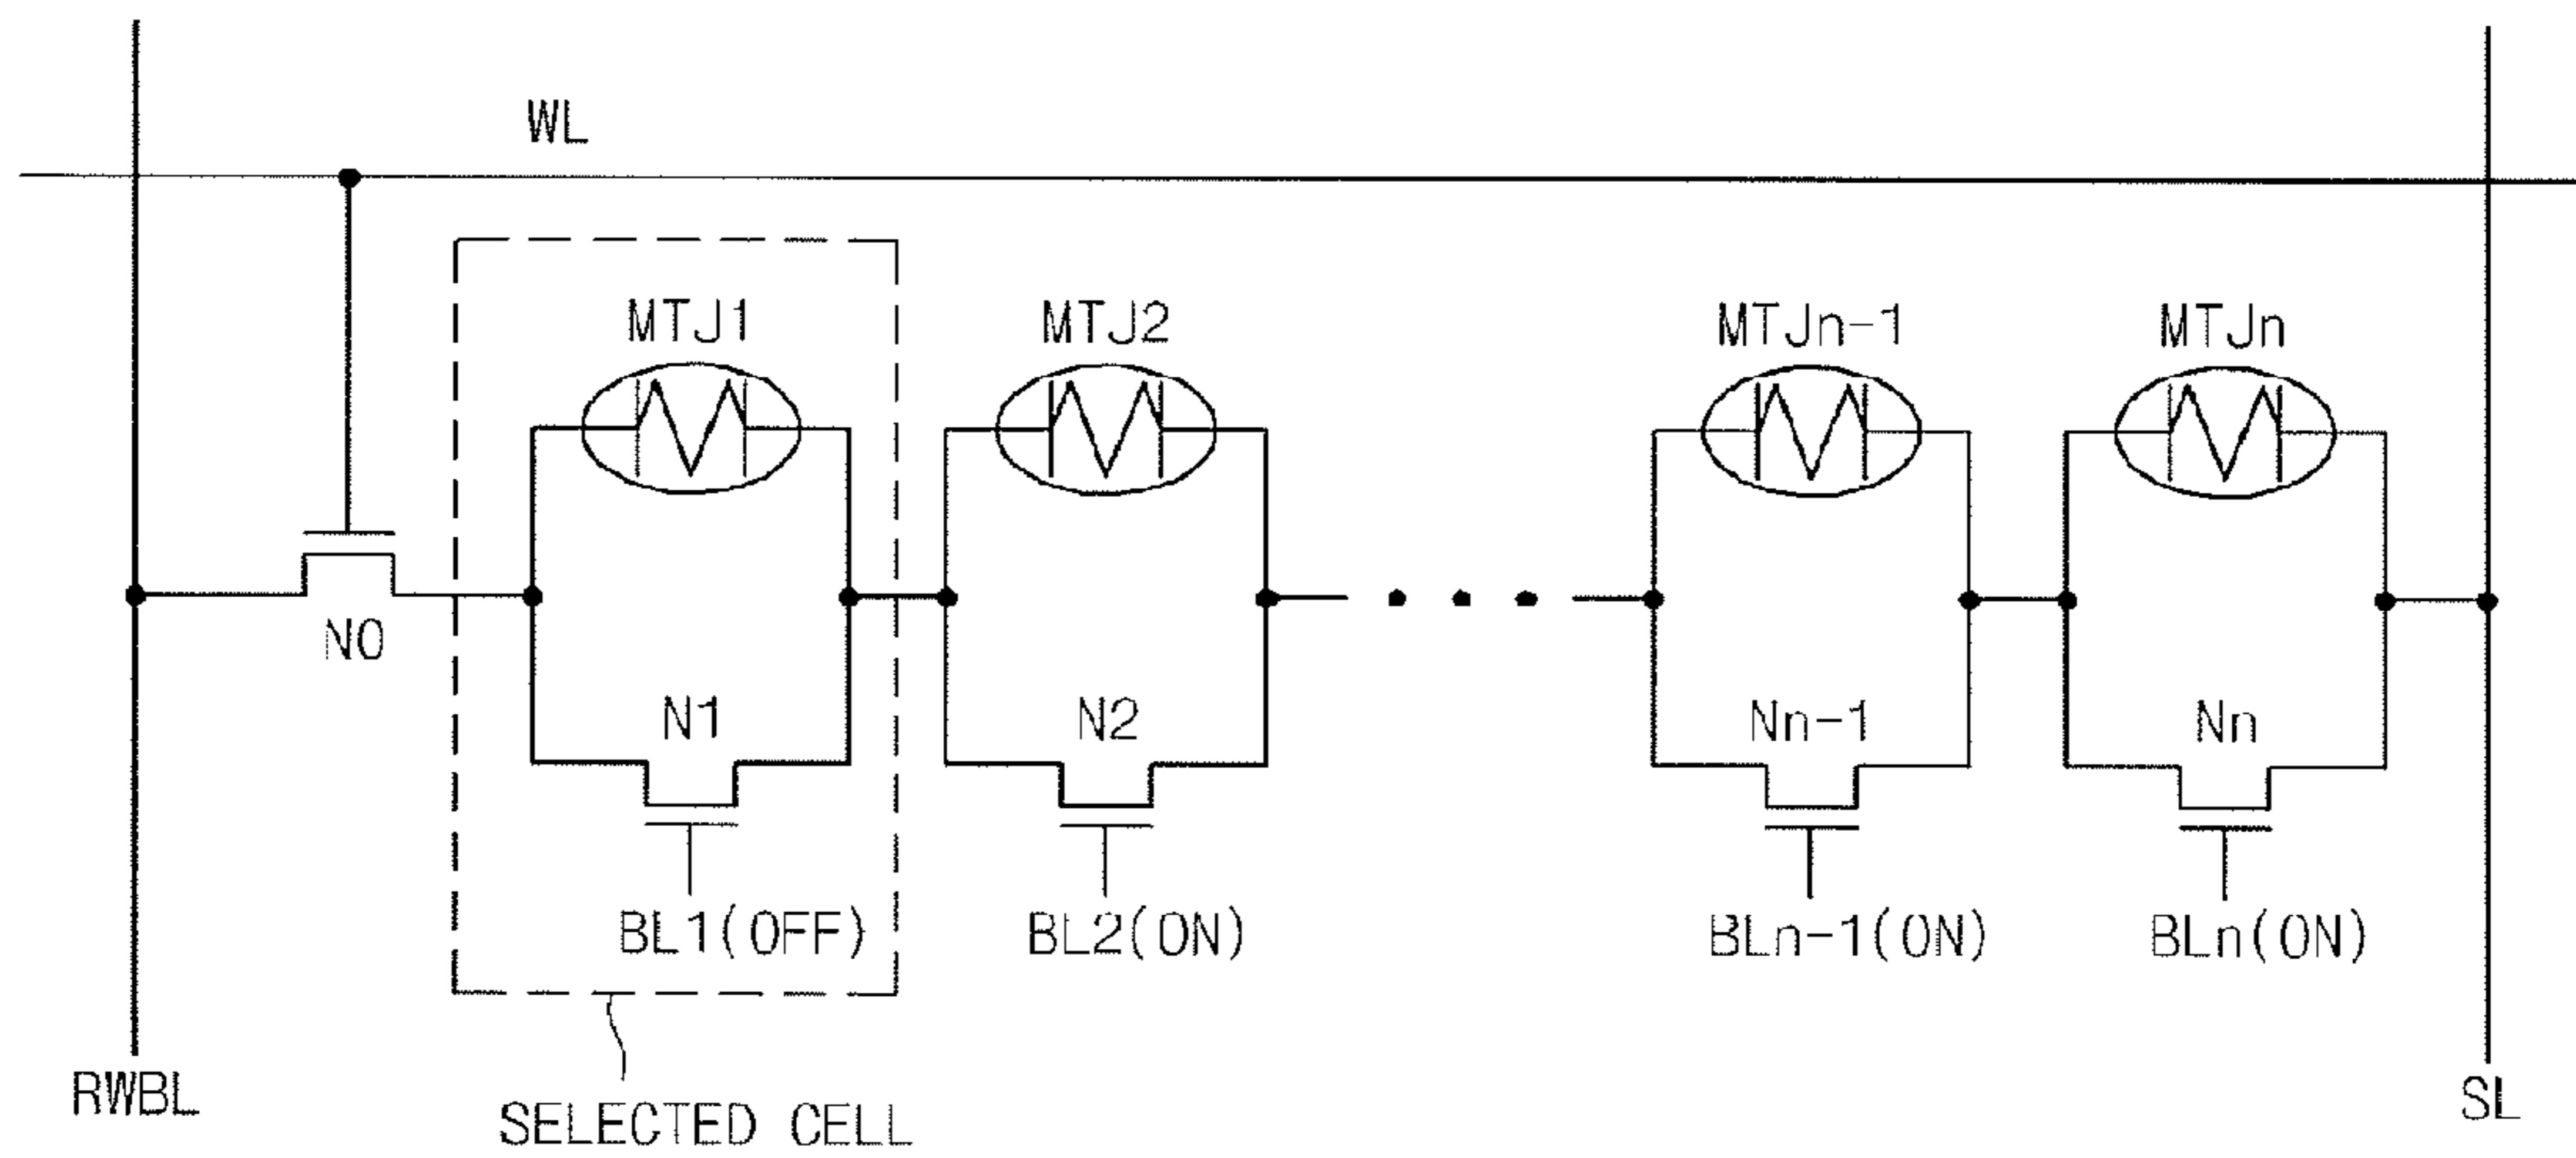 WL
MTJ1
MTJ2
MTJn-1
MTJn
N0
N1
N2
Nn-1
Nn
BL1(OFF)
BL2(ON)
BLn-1(ON)
BLn(ON)
RWBL
SL
SELECTED CELL